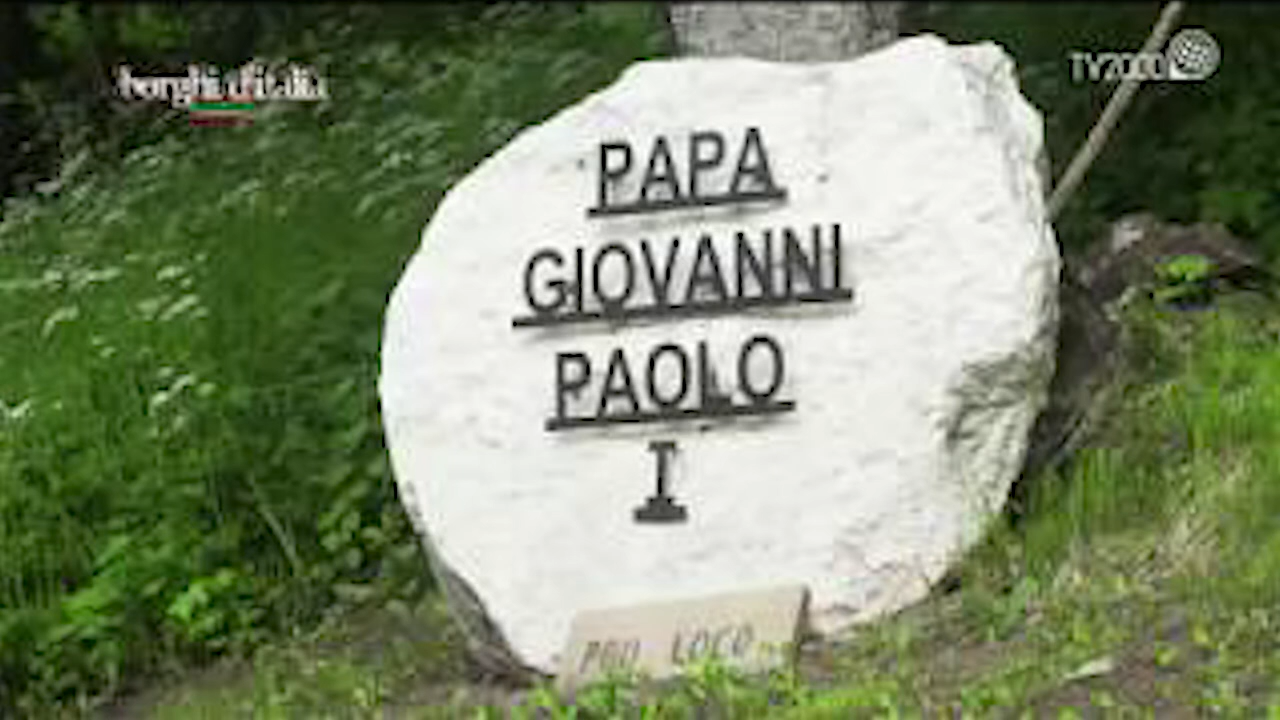 borghi d'italia
TV2000
PAPA
GIOVANNI
PAOLO
I
PRO LOCO